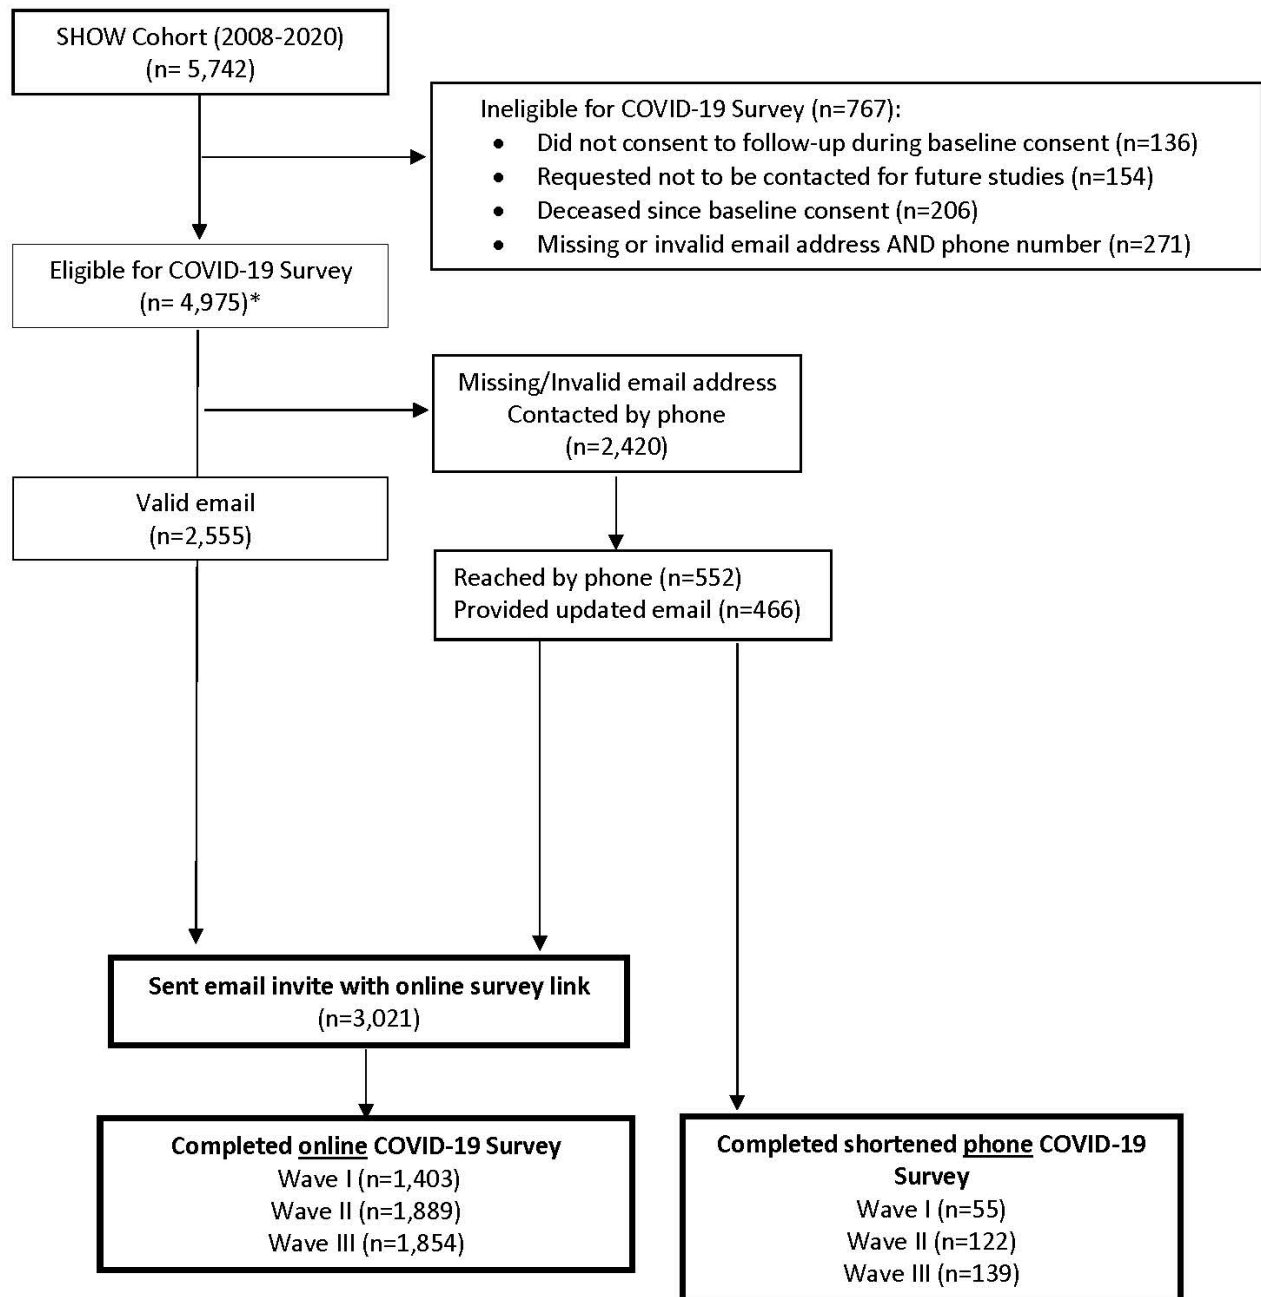 SHOW Cohort (2008-2020)
(n= 5,742)
Ineligible for COVID-19 Survey (n=767):
• Did not consent to follow-up during baseline consent (n=136)
• Requested not to be contacted for future studies (n=154)
• Deceased since baseline consent (n=206)
• Missing or invalid email address AND phone number (n=271)
Eligible for COVID-19 Survey
(n= 4,975)*
Missing/Invalid email address
Contacted by phone
(n=2,420)
Valid email
(n=2,555)
Reached by phone (n=552)
Provided updated email (n=466)
Sent email invite with online survey link
(n=3,021)
Completed online COVID-19 Survey
Wave I (n=1,403)
Wave II (n=1,889)
Wave III (n=1,854)
Completed shortened phone COVID-19
Survey
Wave I (n=55)
Wave II (n=122)
Wave III (n=139)